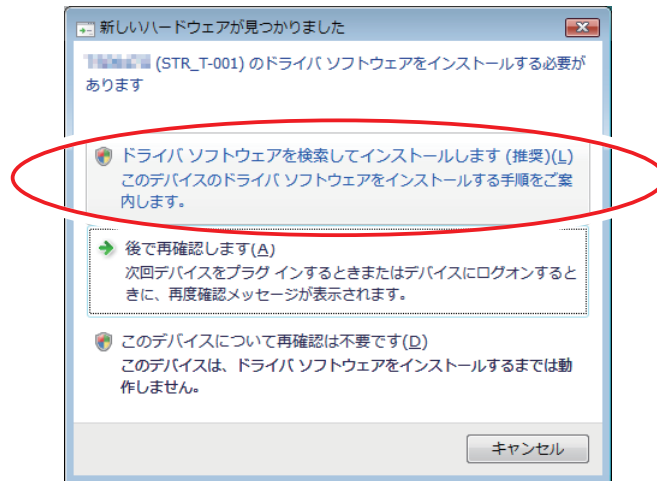 新しいハードウェアが見つかりました
(STR_T-001) のドライバ ソフトウェアをインストールする必要が
あります
ドライバ ソフトウェアを検索してインストールします (推奨)(L)
このデバイスのドライバ ソフトウェアをインストールする手順をご案
内します。
後で再確認します(A)
次回デバイスをプラグ インするときまたはデバイスにログオンすると
きに、再度確認メッセージが表示されます。
このデバイスについて再確認は不要です(D)
このデバイスは、ドライバ ソフトウェアをインストールするまでは動
作しません。
キャンセル